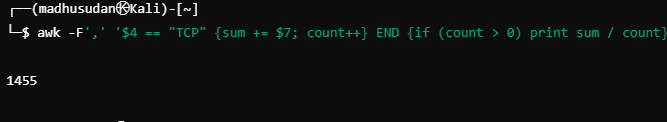 ┌──(madhusudan㉿Kali)-[~]
└─$ awk -F',' '$4 == "TCP" {sum += $7; count++} END {if (count > 0) print sum / count}
1455